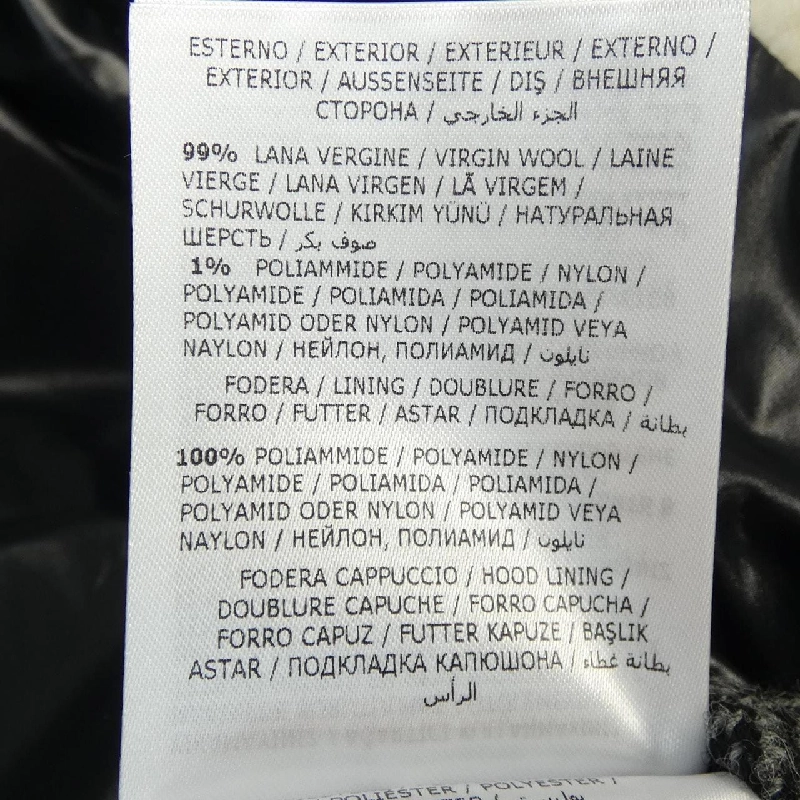 ESTERNO / EXTERIOR / EXTERIEUR / EXTERNO /
EXTERIOR / AUSSENSEITE / DIŞ / ВНЕШНЯЯ
СТОРОНА / الجزء الخارجي
99% LANA VERGINE / VIRGIN WOOL / LAINE
VIERGE / LANA VIRGEN / LÃ VIRGEM /
SCHURWOLLE / KIRKIM YÜNÜ / НАТУРАЛЬНАЯ
ШЕРСТЬ / صوف بكر
1% POLIAMMIDE / POLYAMIDE / NYLON /
POLYAMIDE / POLIAMIDA / POLIAMIDA /
POLYAMID ODER NYLON / POLYAMID VEYA
NAYLON / НЕЙЛОН, ПОЛИАМИД / نايلون
FODERA / LINING / DOUBLURE / FORRO /
FORRO / FUTTER / ASTAR / ПОДКЛАДКА / بطانة
100% POLIAMMIDE / POLYAMIDE / NYLON /
POLYAMIDE / POLIAMIDA / POLIAMIDA /
POLYAMID ODER NYLON / POLYAMID VEYA
NAYLON / НЕЙЛОН, ПОЛИАМИД / نايلون
FODERA CAPPUCCIO / HOOD LINING /
DOUBLURE CAPUCHE / FORRO CAPUCHA /
FORRO CAPUZ / FUTTER KAPUZE / BAŞLIK
ASTAR / ПОДКЛАДКА КАПЮШОНА / بطانة غطاء
الرأس
POLIÉSTER / POLYESTER /